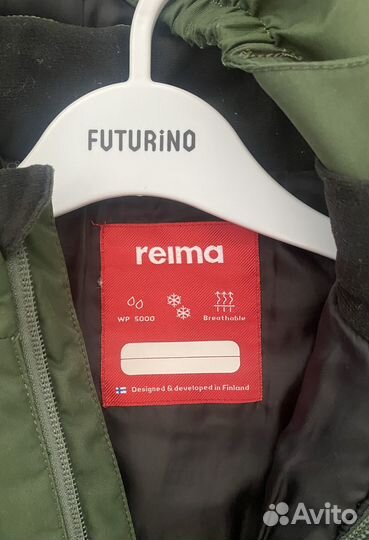 FUTURiNO
reima
WP 5000
Breathable
Designed & developed in Finland
Avito